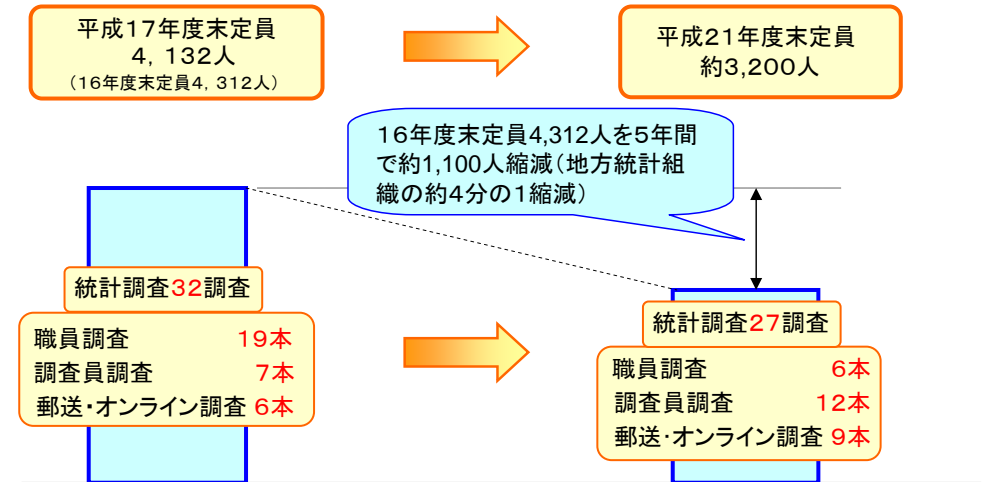 平成17年度末定員
4,132人
（16年度末定員4,312人）
平成21年度末定員
約3,200人
16年度末定員4,312人を5年間
で約1,100人縮減（地方統計組
織の約4分の1縮減）
統計調査32調査
職員調査 19本
調査員調査 7本
郵送・オンライン調査 6本
統計調査27調査
職員調査 6本
調査員調査 12本
郵送・オンライン調査 9本